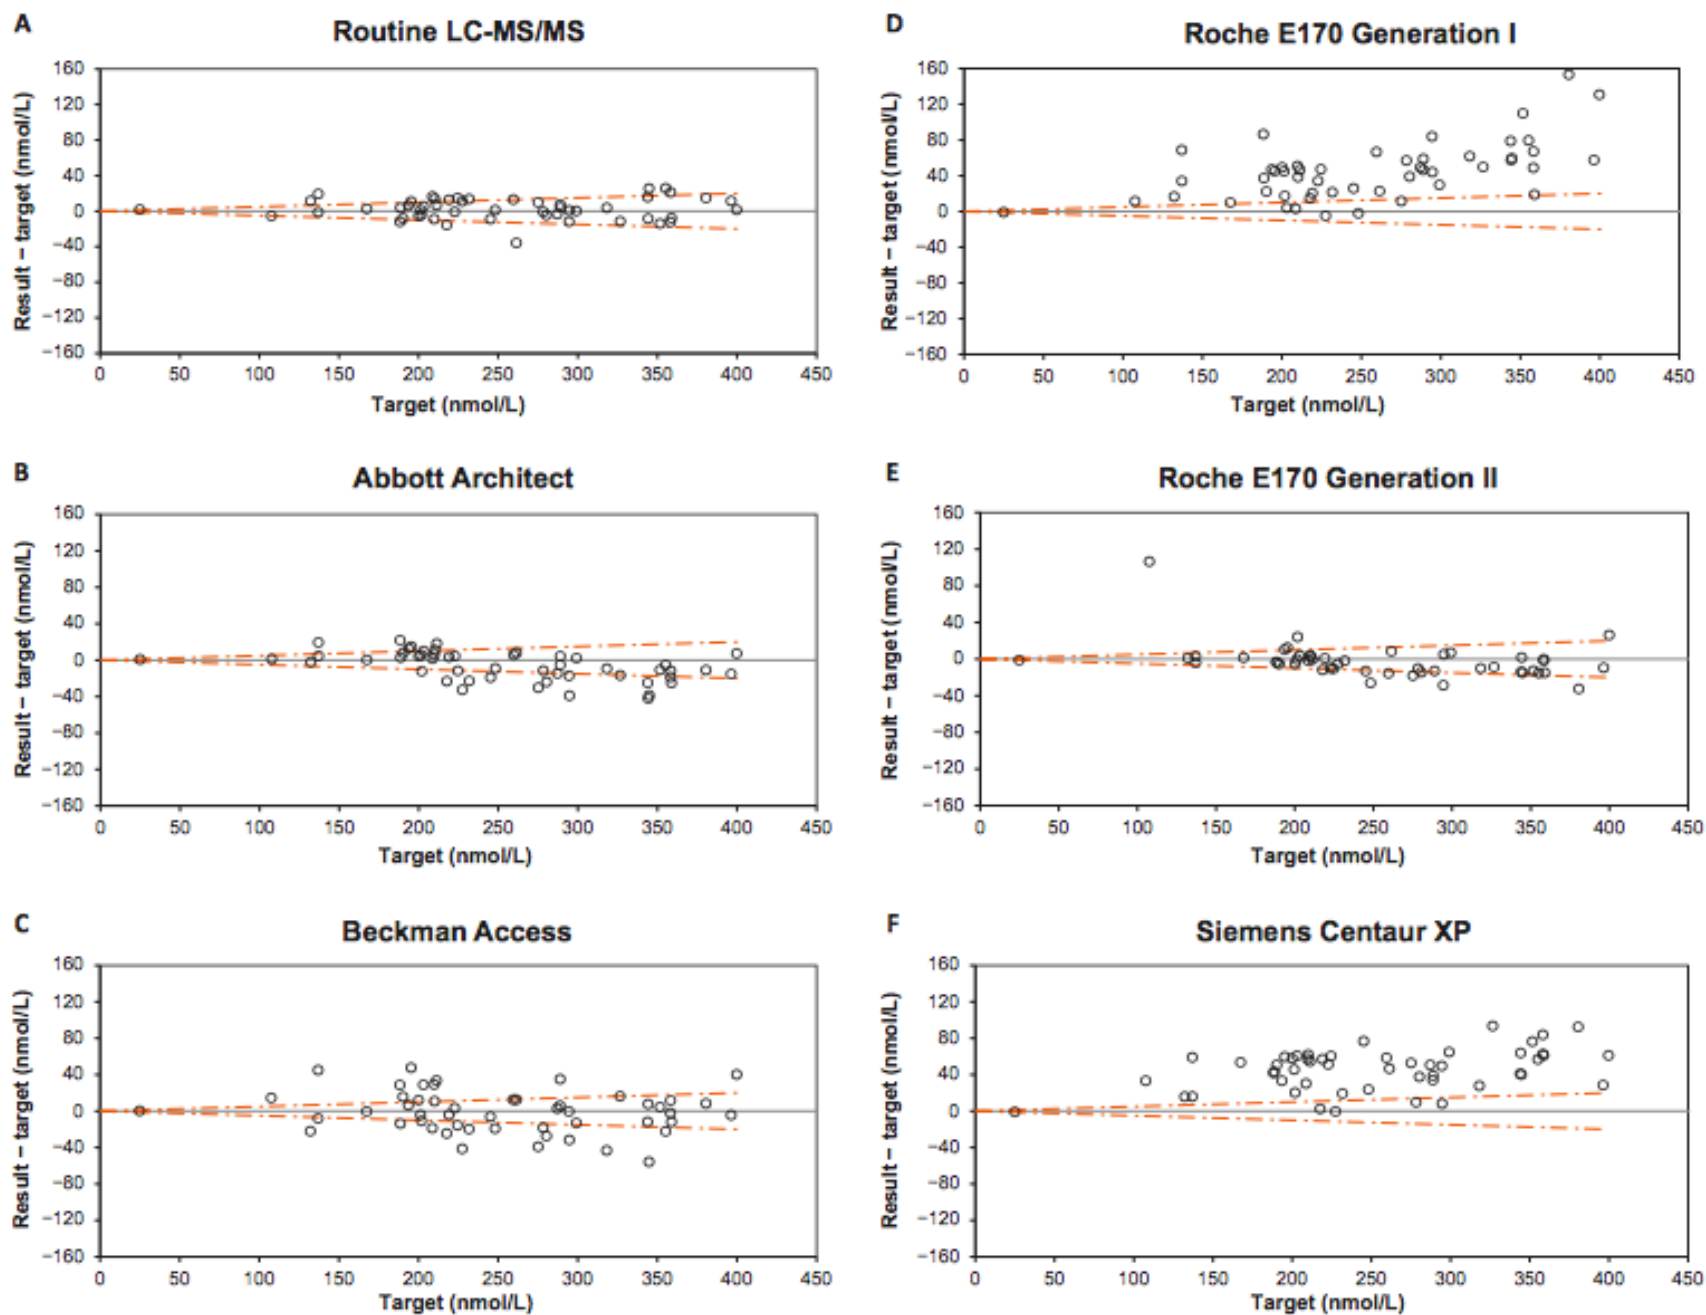 A
Routine LC-MS/MS
Result – target (nmol/L)
160
120
80
40
0
−40
−80
−120
−160
0 50 100 150 200 250 300 350 400 450
Target (nmol/L)
D
Roche E170 Generation I
Result – target (nmol/L)
160
120
80
40
0
−40
−80
−120
−160
0 50 100 150 200 250 300 350 400 450
Target (nmol/L)
B
Abbott Architect
Result – target (nmol/L)
160
120
80
40
0
−40
−80
−120
−160
0 50 100 150 200 250 300 350 400 450
Target (nmol/L)
E
Roche E170 Generation II
Result – target (nmol/L)
160
120
80
40
0
−40
−80
−120
−160
0 50 100 150 200 250 300 350 400 450
Target (nmol/L)
C
Beckman Access
Result – target (nmol/L)
160
120
80
40
0
−40
−80
−120
−160
0 50 100 150 200 250 300 350 400 450
Target (nmol/L)
F
Siemens Centaur XP
Result – target (nmol/L)
160
120
80
40
0
−40
−80
−120
−160
0 50 100 150 200 250 300 350 400 450
Target (nmol/L)